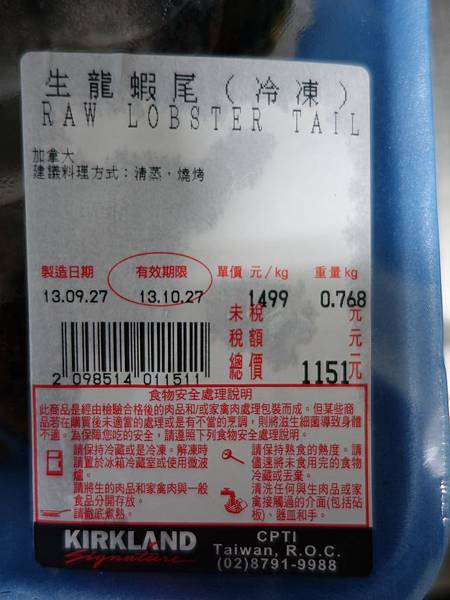 生龍蝦尾(冷凍)
RAW LOBSTER TAIL
加拿大
建議料理方式:清蒸,燒烤
製造日期 有效期限 單價 元/kg 重量kg
13.09.27 13.10.27 1499 0.768
未稅 元
稅額 元
總價 1151元
2 098514 011511
食物安全處理說明
此商品是經由檢驗合格後的肉品和/或家禽肉處理包裝而成。但某些商
品若在購買後未適當的處理或是有不當的烹調,則將滋生細菌導致身體
不適。為保障您吃的安全,請遵照下列食物安全處理說明。
請保持冷藏或是冷凍。解凍時
請置於冰箱冷藏室或使用微波
爐。
請將生的肉品和家禽肉與一般
食品分開存放。
請徹底煮熟。
請保持熟食的熱度。請
儘速將未食用完的食物
冷藏或丟棄。
清洗任何與生肉品或家
禽接觸過的介面(包括砧
板)、器皿和手。
KIRKLAND
Signature
CPTI
Taiwan, R.O.C.
(02)8791-9988